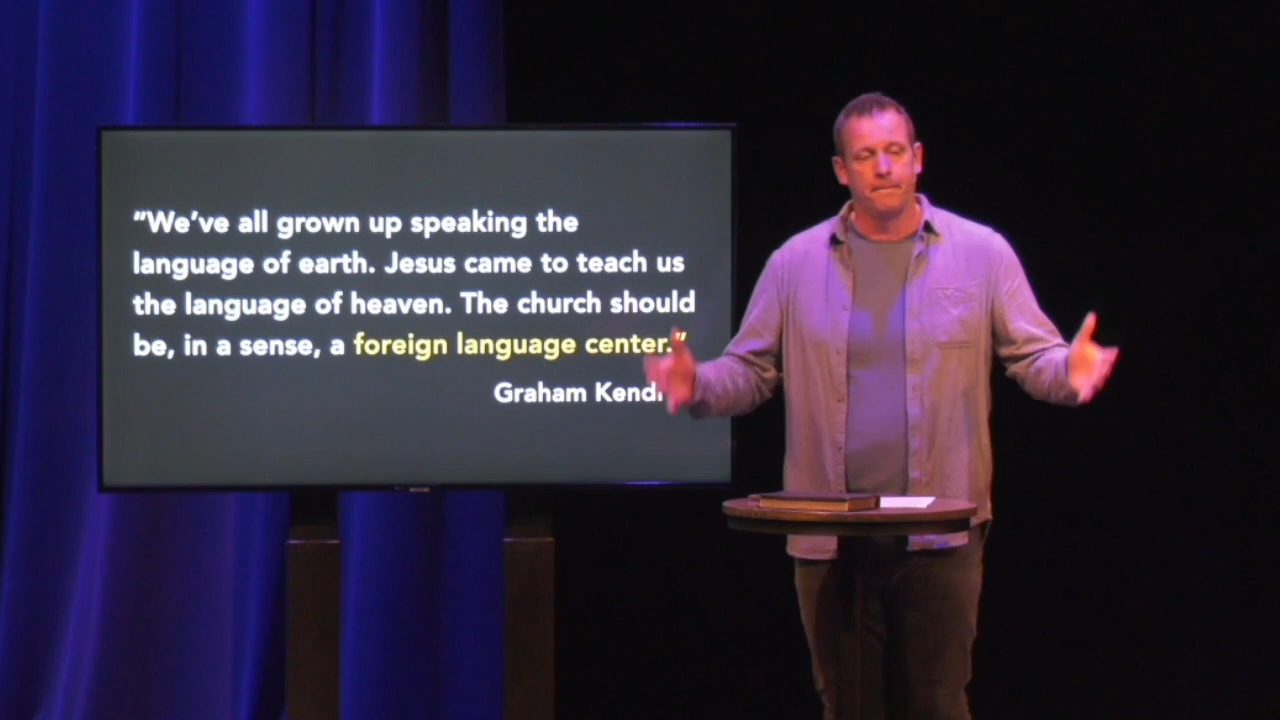 “We’ve all grown up speaking the
language of earth. Jesus came to teach us
the language of heaven. The church should
be, in a sense, a foreign language center.”
Graham